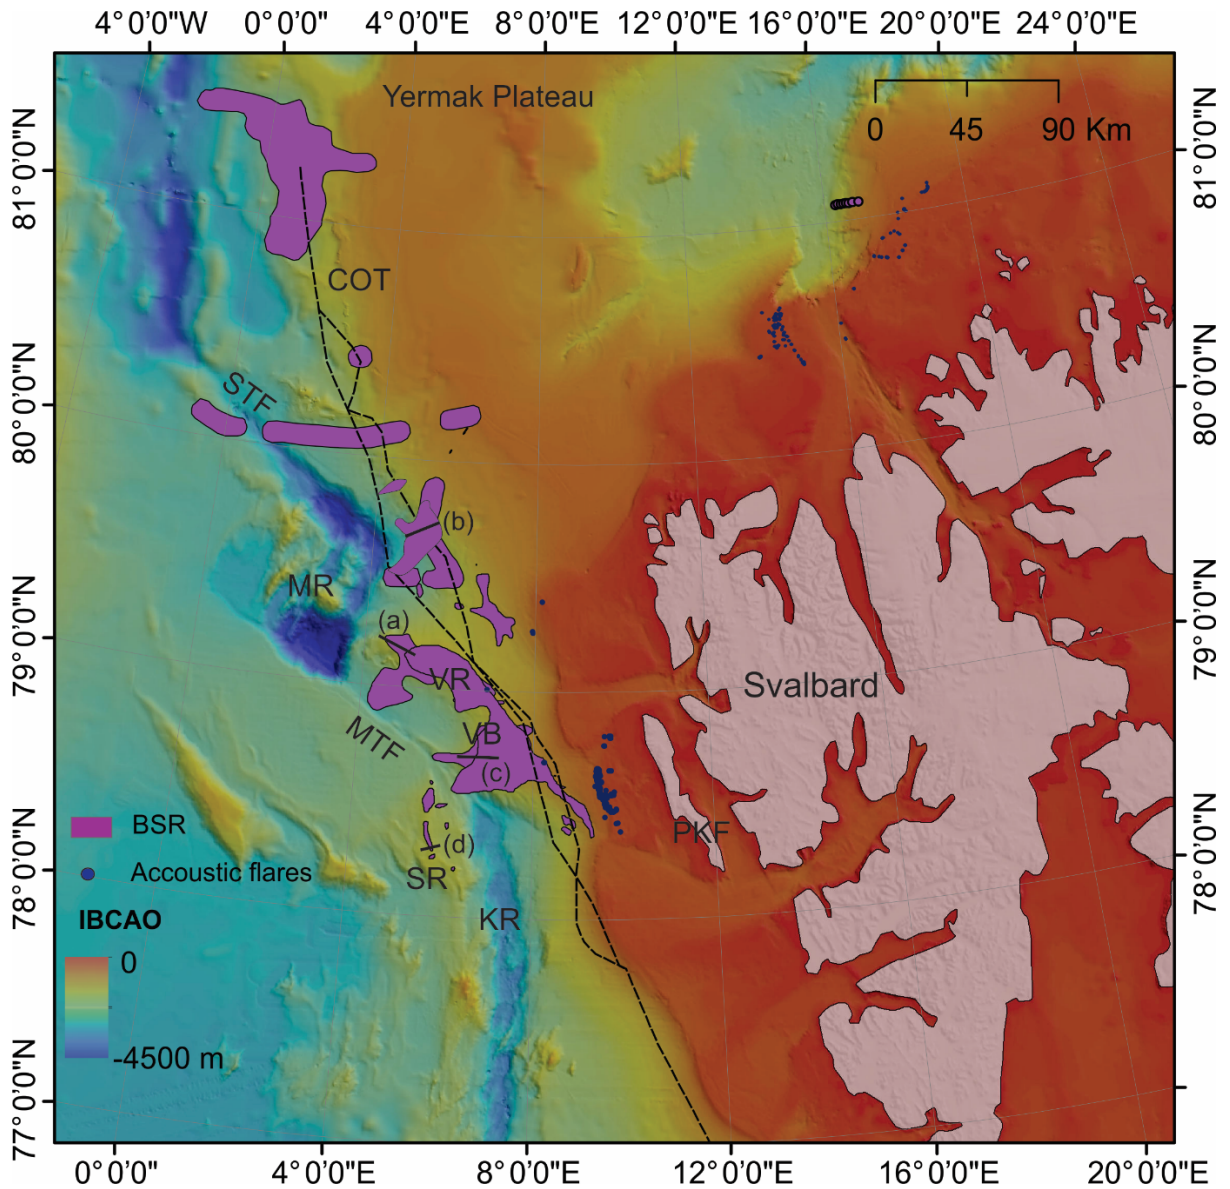 4°0'0"W 0°0'0"E 4°0'0"E 8°0'0"E 12°0'0"E 16°0'0"E 20°0'0"E 24°0'0"E
Yermak Plateau
0 45 90 Km
81°0'0"N
81°0'0"N
COT
STF
80°0'0"N
80°0'0"N
(b)
MR
(a)
79°0'0"N
79°0'0"N
VR
Svalbard
MTF
VB
(c)
BSR
PKF
(d)
78°0'0"N
78°0'0"N
Accoustic flares
SR
IBCAO
KR
0
-4500 m
77°0'0"N
0°0'0" 4°0'0"E 8°0'0"E 12°0'0"E 16°0'0"E 20°0'0"E